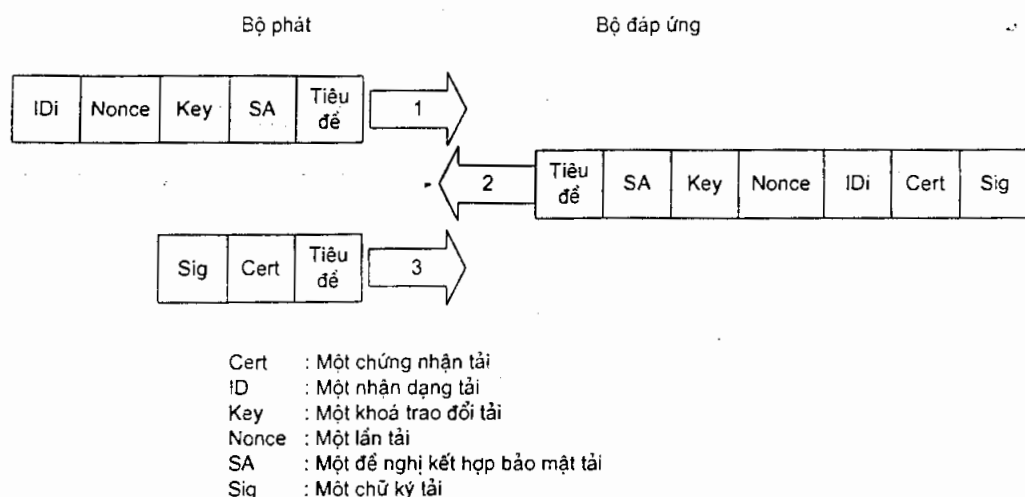 Bộ phát
Bộ đáp ứng
IDi Nonce Key SA Tiêu đề 1
2 Tiêu đề SA Key Nonce IDi Cert Sig
Sig Cert Tiêu đề 3
Cert : Một chứng nhận tải
ID : Một nhận dạng tải
Key : Một khoá trao đổi tải
Nonce : Một lần tải
SA : Một đề nghị kết hợp bảo mật tải
Sig : Một chữ ký tải